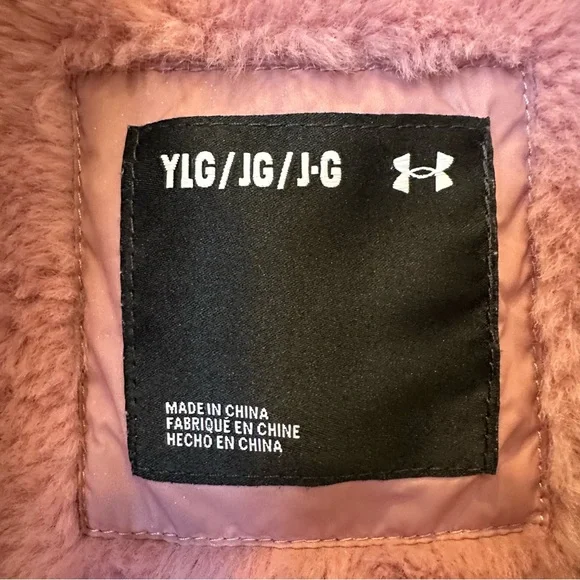 YLG/JG/J·G
MADE IN CHINA
FABRIQUÉ EN CHINE
HECHO EN CHINA